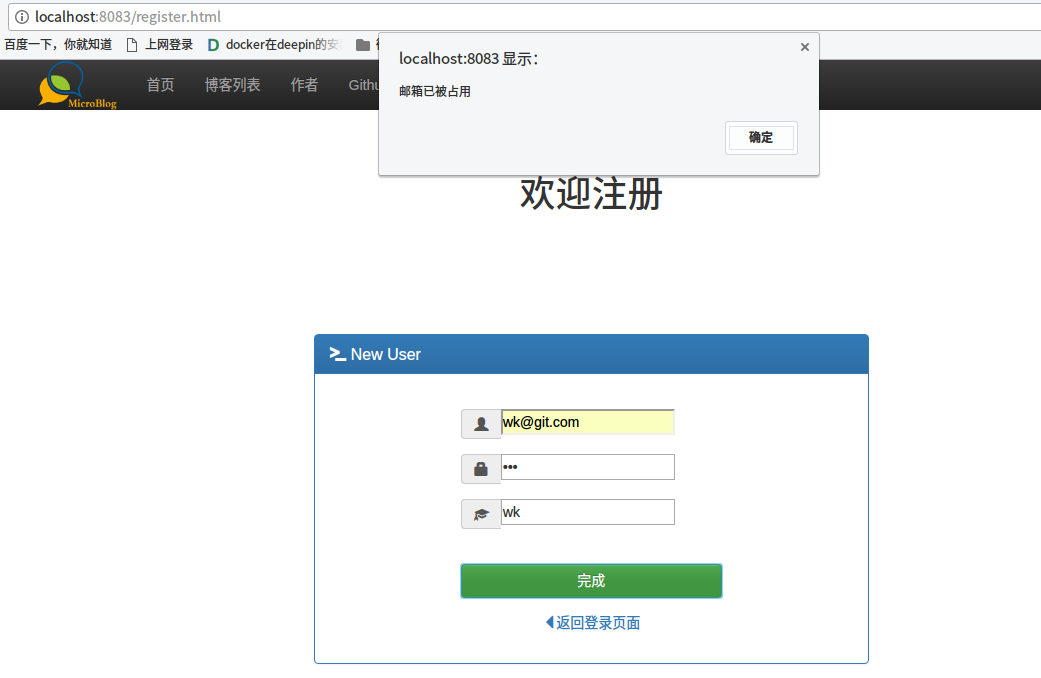 localhost:8083/register.html
百度一下，你就知道 上网登录 docker在deepin的安
localhost:8083 显示：
邮箱已被占用
确定
MicroBlog 首页 博客列表 作者 Githu
欢迎注册
New User
wk@git.com
•••
wk
完成
返回登录页面